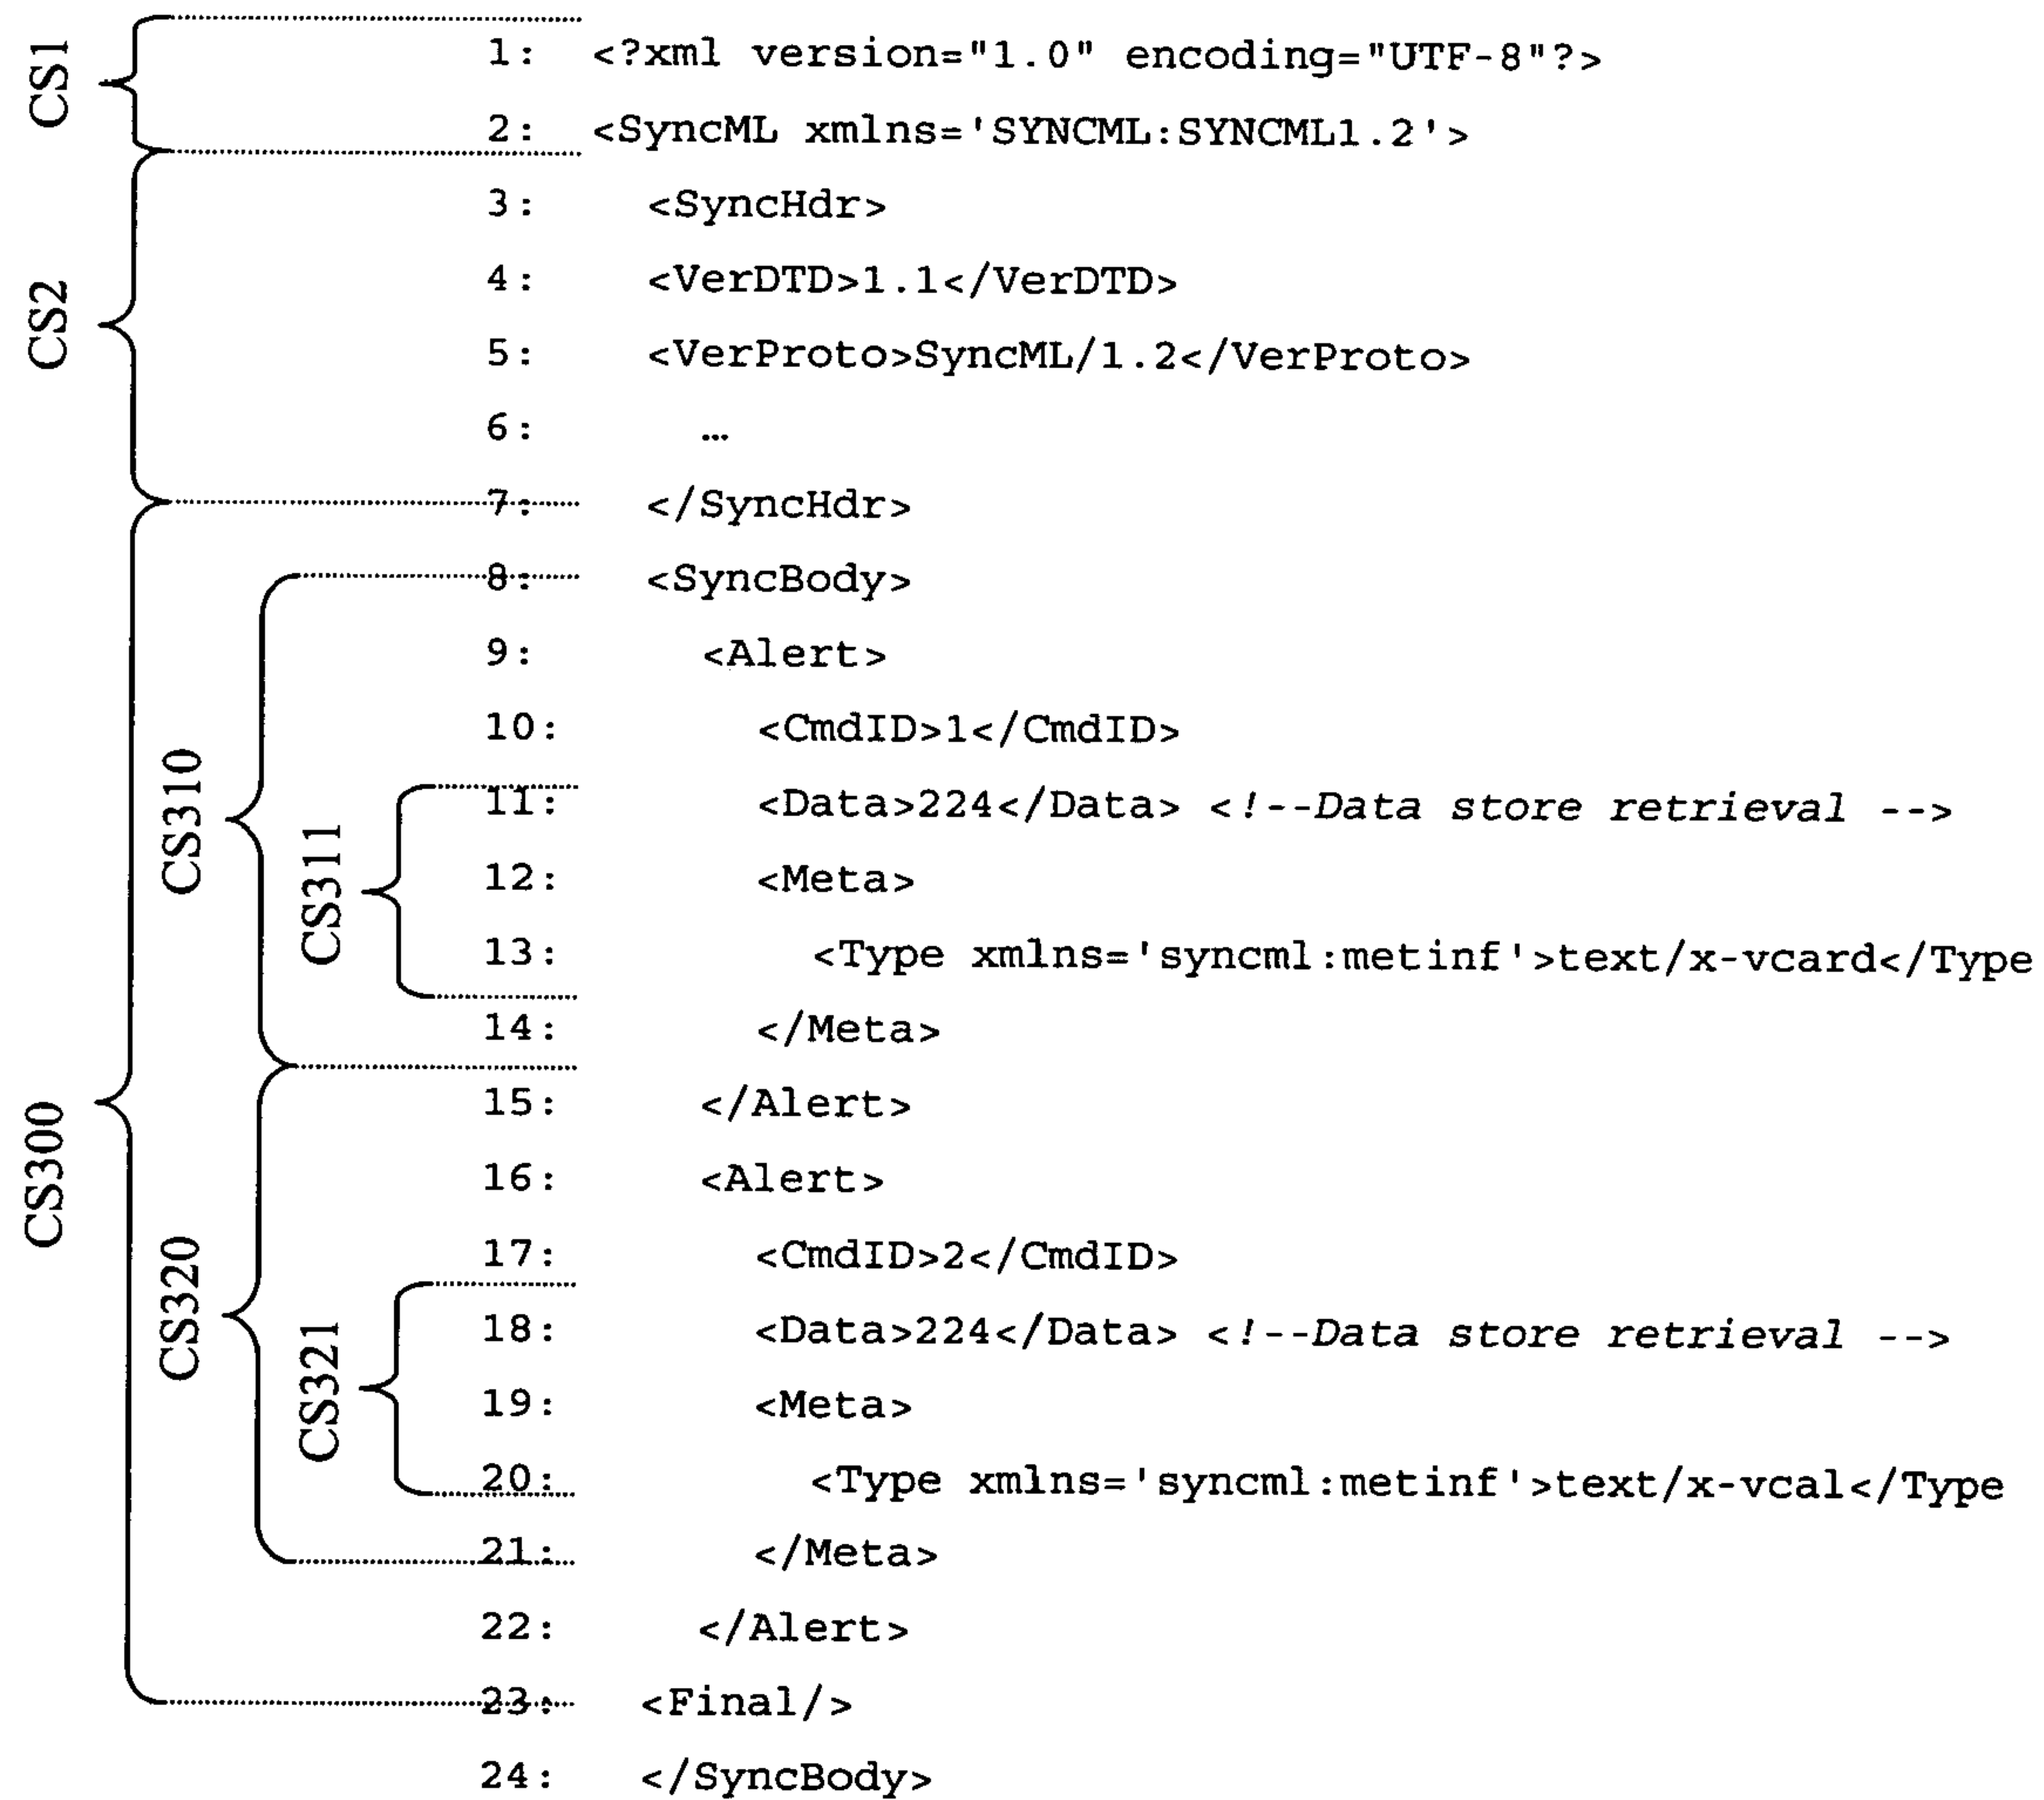 CS1
CS2
CS300
CS310
CS311
CS320
CS321
1: <?xml version="1.0" encoding="UTF-8"?>
2: <SyncML xmlns='SYNCML:SYNCML1.2'>
3: <SyncHdr>
4: <VerDTD>1.1</VerDTD>
5: <VerProto>SyncML/1.2</VerProto>
6: …
7: </SyncHdr>
8: <SyncBody>
9: <Alert>
10: <CmdID>1</CmdID>
11: <Data>224</Data> <!--Data store retrieval -->
12: <Meta>
13: <Type xmlns='syncml:metinf'>text/x-vcard</Type
14: </Meta>
15: </Alert>
16: <Alert>
17: <CmdID>2</CmdID>
18: <Data>224</Data> <!--Data store retrieval -->
19: <Meta>
20: <Type xmlns='syncml:metinf'>text/x-vcal</Type
21: </Meta>
22: </Alert>
23: <Final/>
24: </SyncBody>